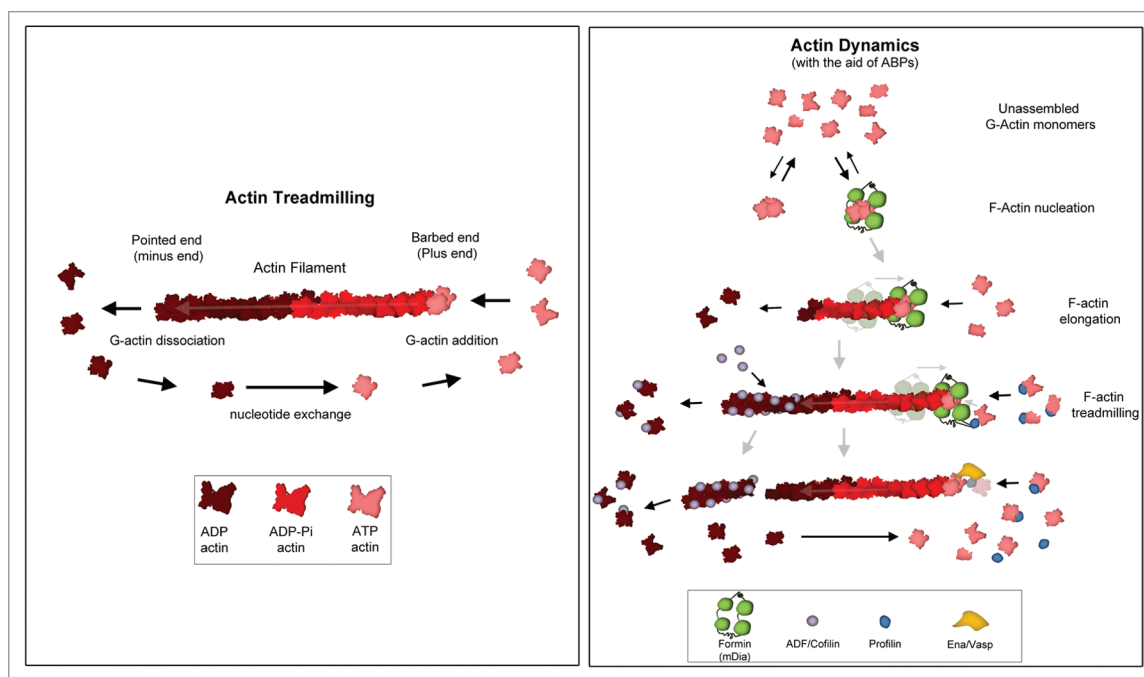 Actin Treadmilling
Pointed end
(minus end)
Actin Filament
Barbed end
(Plus end)
G-actin dissociation
G-actin addition
nucleotide exchange
ADP
actin
ADP-Pi
actin
ATP
actin
Actin Dynamics
(with the aid of ABPs)
Unassembled
G-Actin monomers
F-Actin nucleation
F-actin
elongation
F-actin
treadmilling
Formin
(mDia)
ADF/Cofilin
Profilin
Ena/Vasp